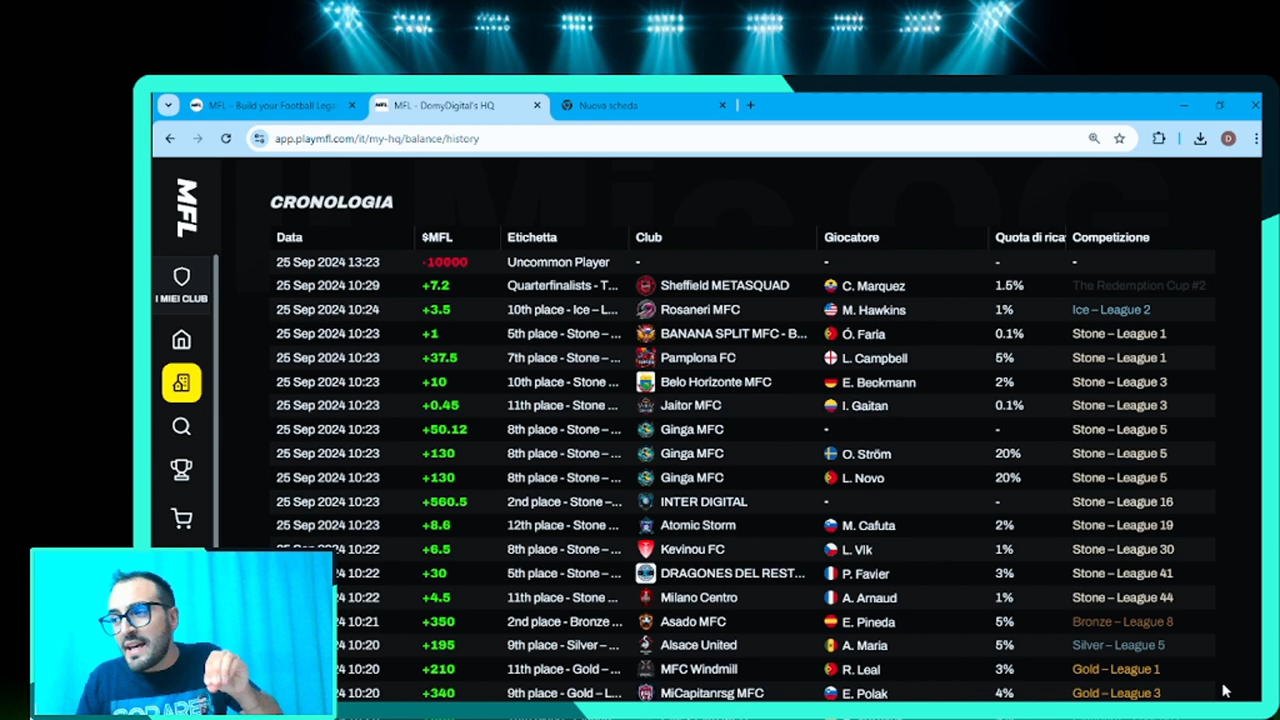 MFL – Build your Football Lega
MFL - DomyDigital's HQ
Nuova scheda
app.playmfl.com/it/my-hq/balance/history
D
MFL
I MIEI CLUB
CRONOLOGIA
Data $MFL Etichetta Club Giocatore Quota di rica Competizione
25 Sep 2024 13:23 -10000 Uncommon Player - - - -
25 Sep 2024 10:29 +7.2 Quarterfinalists - T... Sheffield METASQUAD C. Marquez 1.5% The Redemption Cup #2
25 Sep 2024 10:24 +3.5 10th place - Ice – L... Rosaneri MFC M. Hawkins 1% Ice – League 2
25 Sep 2024 10:23 +1 5th place - Stone –... BANANA SPLIT MFC - B... Ó. Faria 0.1% Stone – League 1
25 Sep 2024 10:23 +37.5 7th place - Stone ... Pamplona FC L. Campbell 5% Stone – League 1
25 Sep 2024 10:23 +10 10th place - Stone ... Belo Horizonte MFC E. Beckmann 2% Stone – League 3
25 Sep 2024 10:23 +0.45 11th place - Stone ... Jaitor MFC I. Gaitan 0.1% Stone – League 3
25 Sep 2024 10:23 +50.12 8th place - Stone –... Ginga MFC - - Stone – League 5
25 Sep 2024 10:23 +130 8th place - Stone –... Ginga MFC O. Ström 20% Stone – League 5
25 Sep 2024 10:23 +130 8th place - Stone –... Ginga MFC L. Novo 20% Stone – League 5
25 Sep 2024 10:23 +560.5 2nd place - Stone –... INTER DIGITAL - - Stone – League 16
25 Sep 2024 10:23 +8.6 12th place - Stone ... Atomic Storm M. Cafuta 2% Stone – League 19
10:22 +6.5 8th place - Stone –... Kevinou FC L. Vlk 1% Stone – League 30
10:22 +30 5th place - Stone –... DRAGONES DEL REST... P. Favier 3% Stone – League 41
10:22 +4.5 11th place - Stone ... Milano Centro A. Arnaud 1% Stone – League 44
10:21 +350 2nd place - Bronze ... Asado MFC E. Pineda 5% Bronze – League 8
10:20 +195 9th place - Silver –... Alsace United A. Maria 5% Silver – League 5
10:20 +210 11th place - Gold –... MFC Windmill R. Leal 3% Gold – League 1
10:20 +340 9th place - Gold – L... MiCapitanrsg MFC E. Polak 4% Gold – League 3